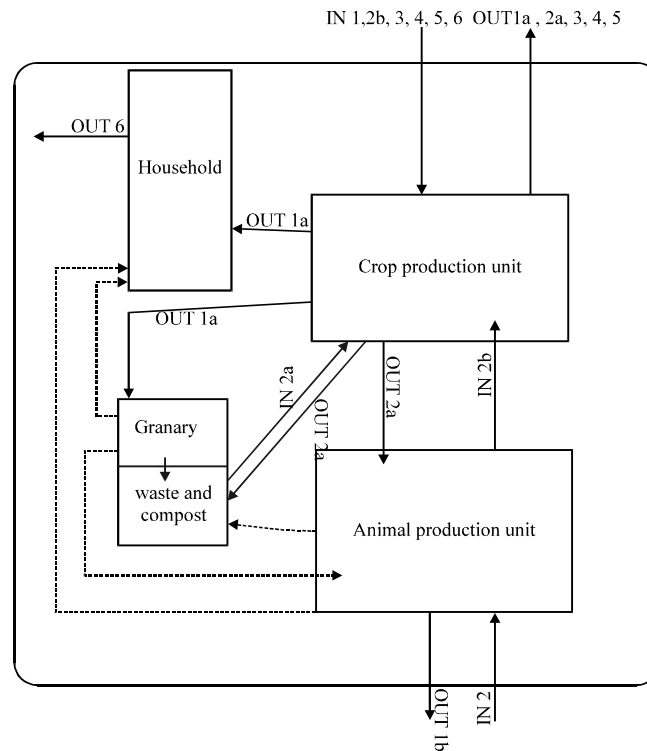 IN 1,2b, 3, 4, 5, 6 OUT1a , 2a, 3, 4, 5
OUT 6
Household
OUT 1a
Crop production unit
OUT 1a
IN 2a
OUT 2a
OUT 2a
IN 2b
Granary
waste and
compost
Animal production unit
OUT 1b
IN 2